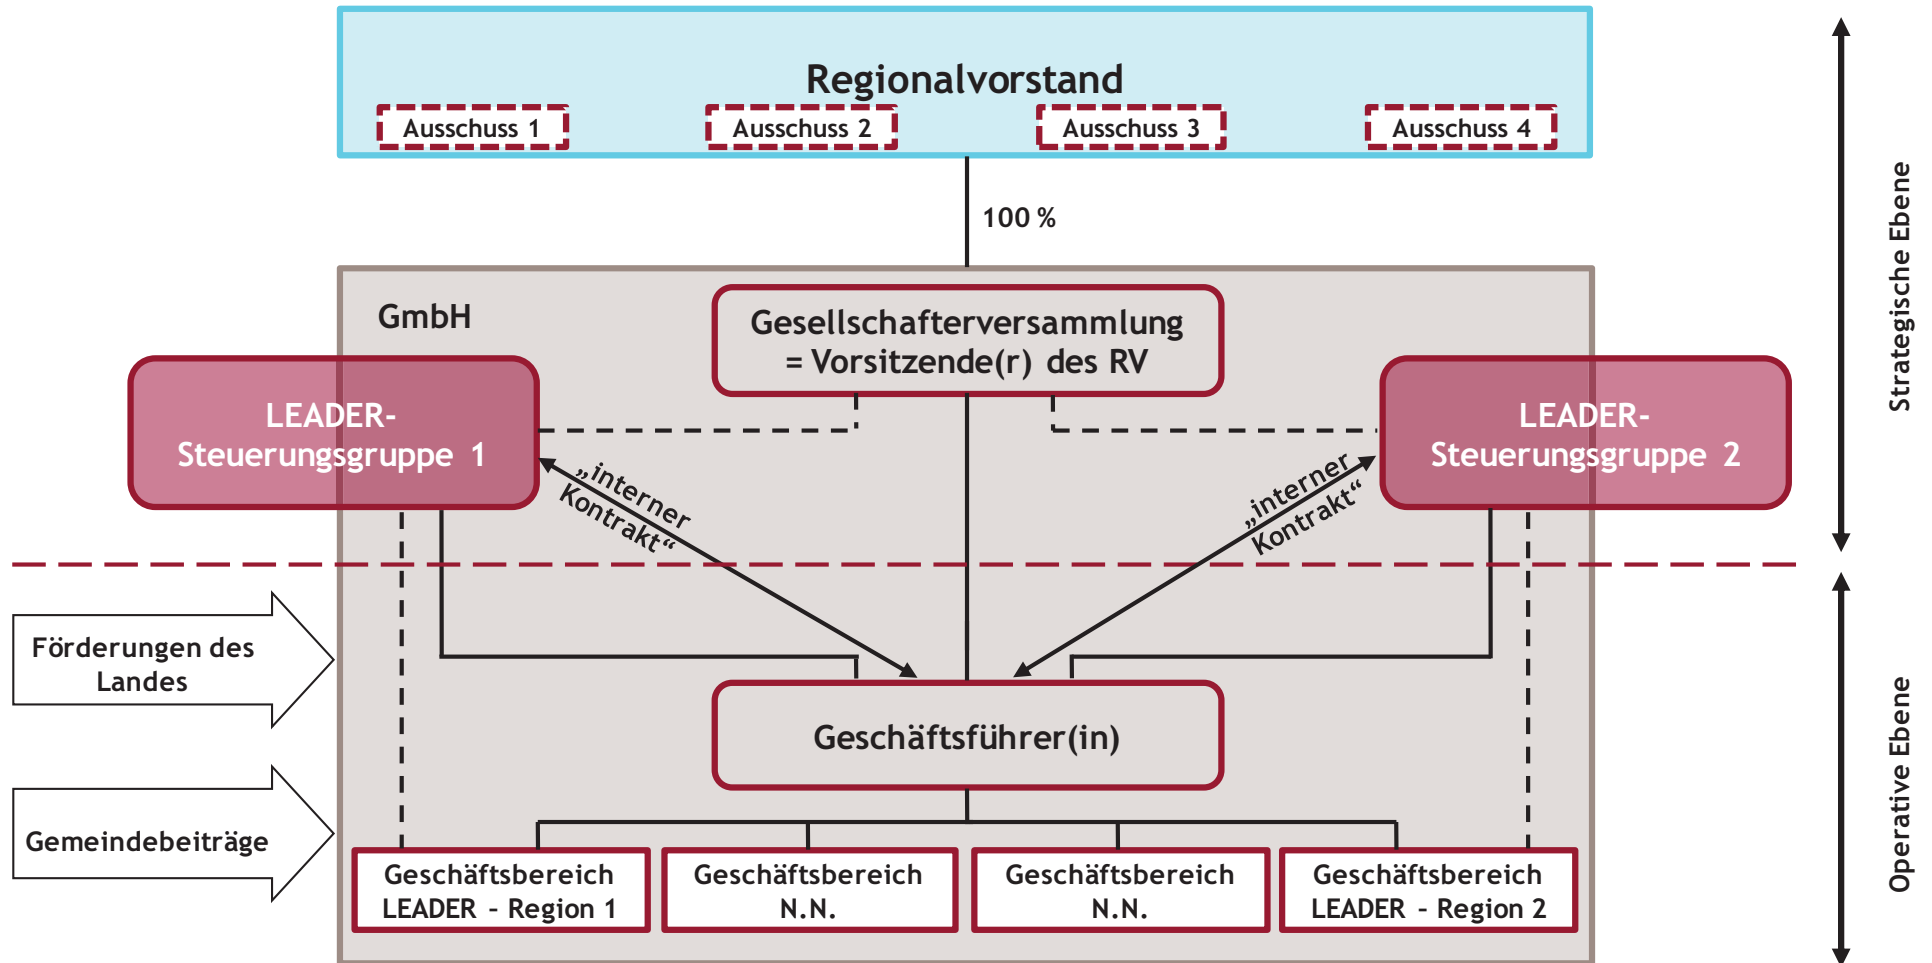 Regionalvorstand
Ausschuss 1
Ausschuss 2
Ausschuss 3
Ausschuss 4
100 %
GmbH
Gesellschafterversammlung
= Vorsitzende(r) des RV
LEADER-
Steuerungsgruppe 1
LEADER-
Steuerungsgruppe 2
„interner
Kontrakt“
„interner
Kontrakt“
Strategische Ebene
Förderungen des
Landes
Geschäftsführer(in)
Gemeindebeiträge
Geschäftsbereich
LEADER – Region 1
Geschäftsbereich
N.N.
Geschäftsbereich
N.N.
Geschäftsbereich
LEADER – Region 2
Operative Ebene